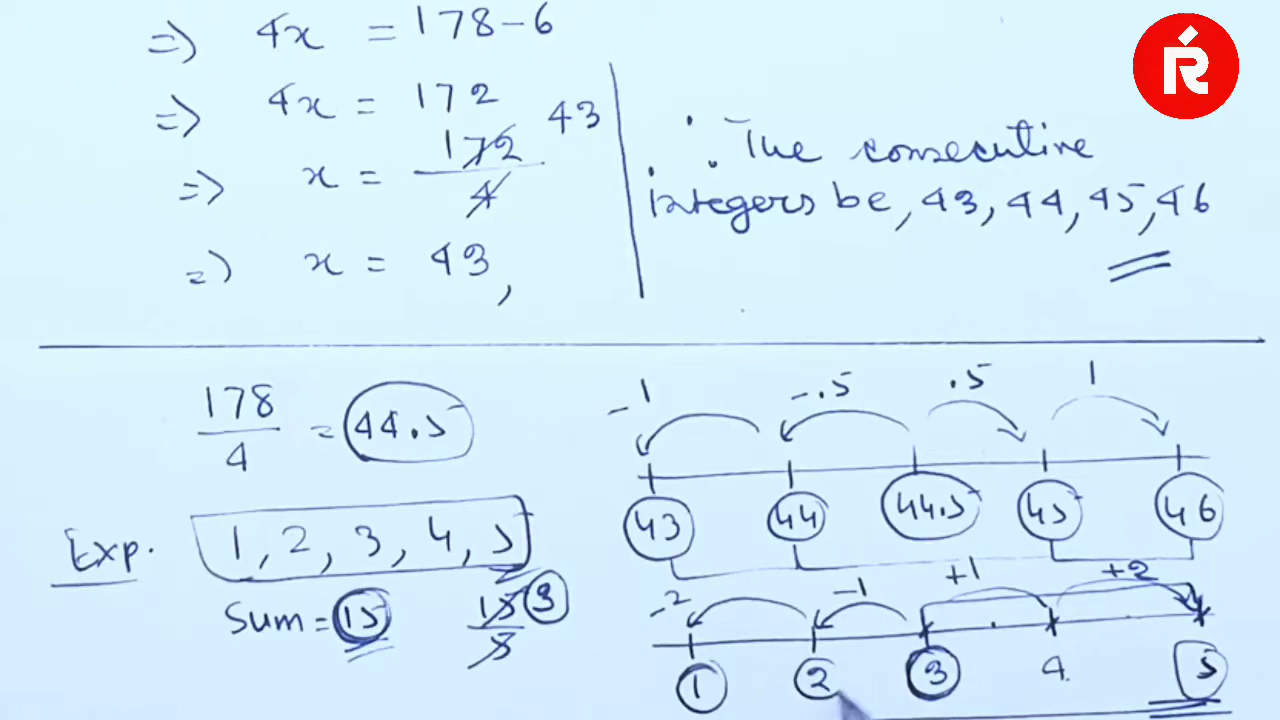 => 4x = 178-6
=> 4x = 172
=> x = 172/4 43
=> x = 43,
∴ The consecutive
integers be, 43, 44, 45, 46
178/4 = 44.5
-1 -.5 .5 1
43 44 44.5 45 46
Exp. 1, 2, 3, 4, 5
Sum = 15 15/5 3
-2 -1 +1 +2
1 2 3 4 5
Ŕ